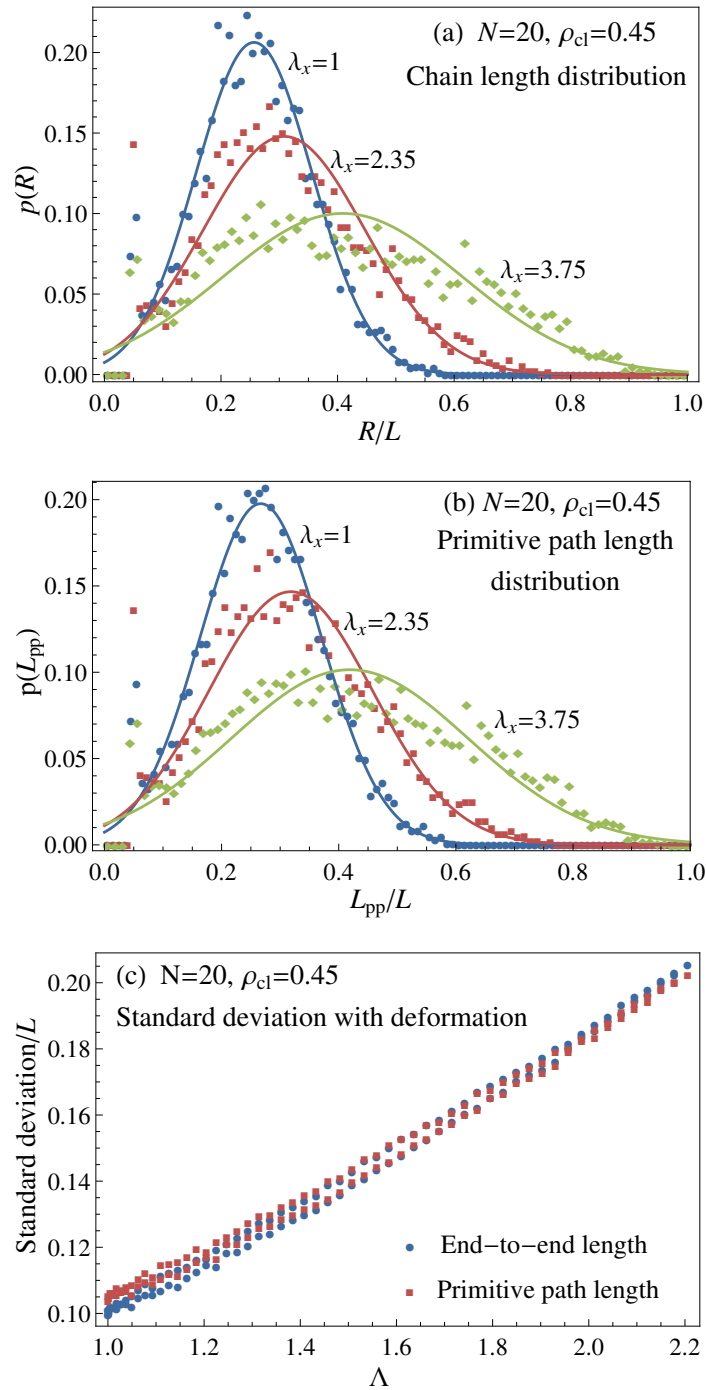 (a) N=20, ρcl=0.45
Chain length distribution
λx=1
λx=2.35
λx=3.75
p(R)
0.20
0.15
0.10
0.05
0.00
0.0 0.2 0.4 0.6 0.8 1.0
R/L
(b) N=20, ρcl=0.45
Primitive path length
distribution
λx=1
λx=2.35
λx=3.75
p(Lpp)
0.20
0.15
0.10
0.05
0.00
0.0 0.2 0.4 0.6 0.8 1.0
Lpp/L
(c) N=20, ρcl=0.45
Standard deviation with deformation
Standard deviation/L
0.20
0.18
0.16
0.14
0.12
0.10
End−to−end length
Primitive path length
1.0 1.2 1.4 1.6 1.8 2.0 2.2
Λ